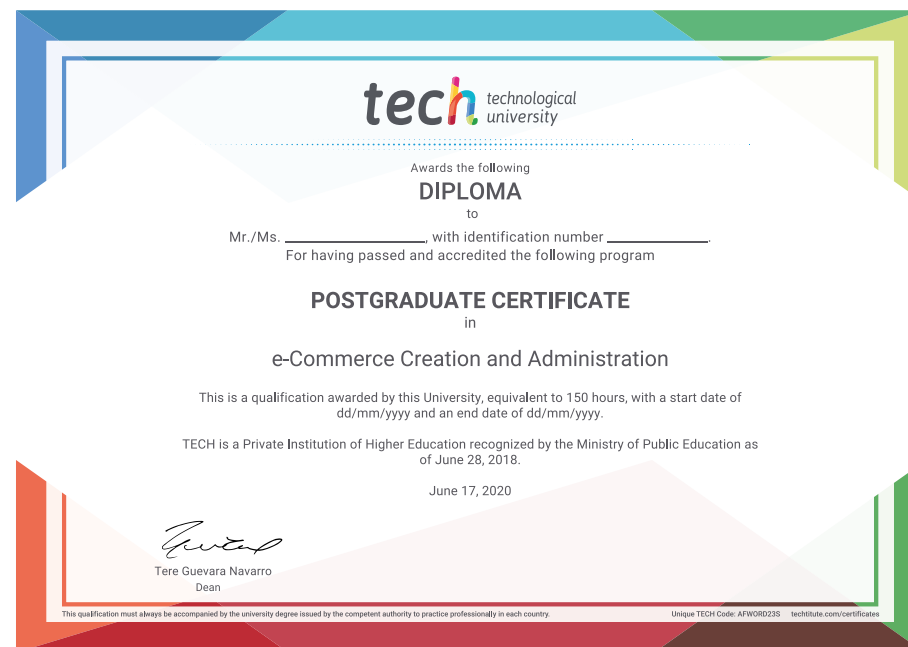 tech technological
university
Awards the following
DIPLOMA
to
Mr./Ms. ____________________, with identification number ______________.
For having passed and accredited the following program
POSTGRADUATE CERTIFICATE
in
e-Commerce Creation and Administration
This is a qualification awarded by this University, equivalent to 150 hours, with a start date of
dd/mm/yyyy and an end date of dd/mm/yyyy.
TECH is a Private Institution of Higher Education recognized by the Ministry of Public Education as
of June 28, 2018.
June 17, 2020
Tere Guevara Navarro
Dean
This qualification must always be accompanied by the university degree issued by the competent authority to practice professionally in each country. Unique TECH Code: AFWORD23S techtitute.com/certificates